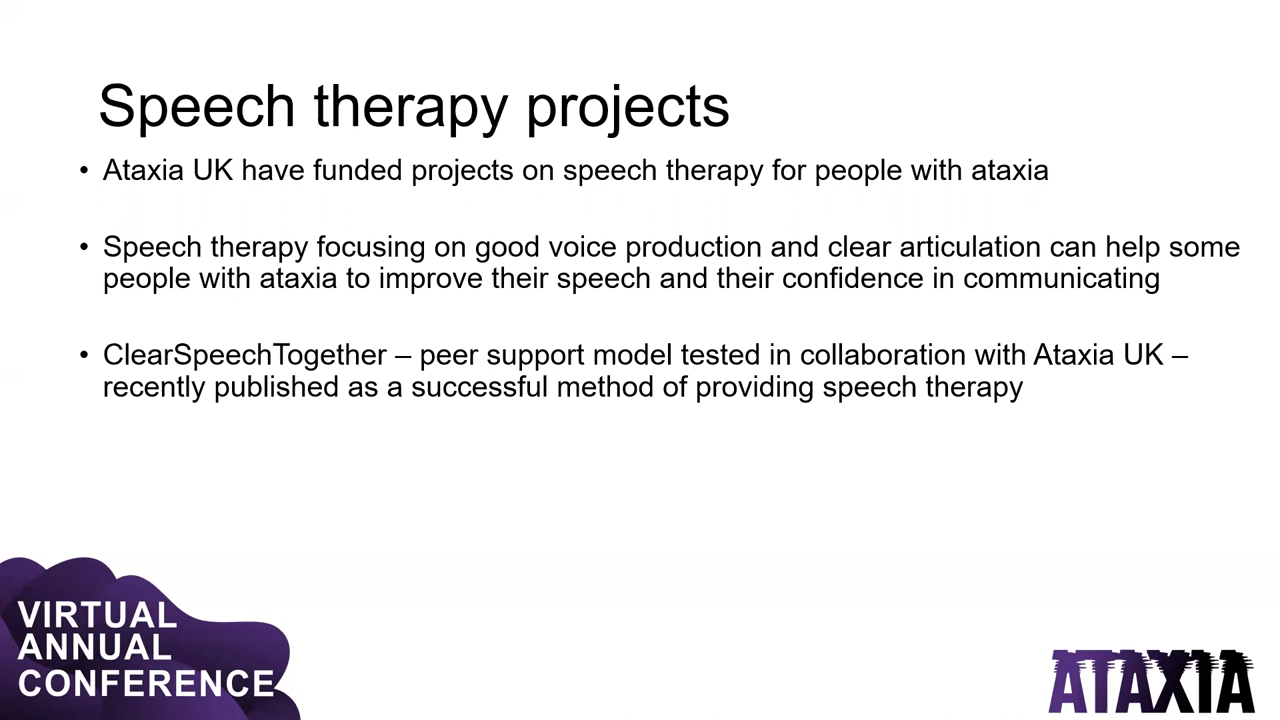 Speech therapy projects
• Ataxia UK have funded projects on speech therapy for people with ataxia
• Speech therapy focusing on good voice production and clear articulation can help some
people with ataxia to improve their speech and their confidence in communicating
• ClearSpeechTogether – peer support model tested in collaboration with Ataxia UK –
recently published as a successful method of providing speech therapy
VIRTUAL
ANNUAL
CONFERENCE
ATAXIA